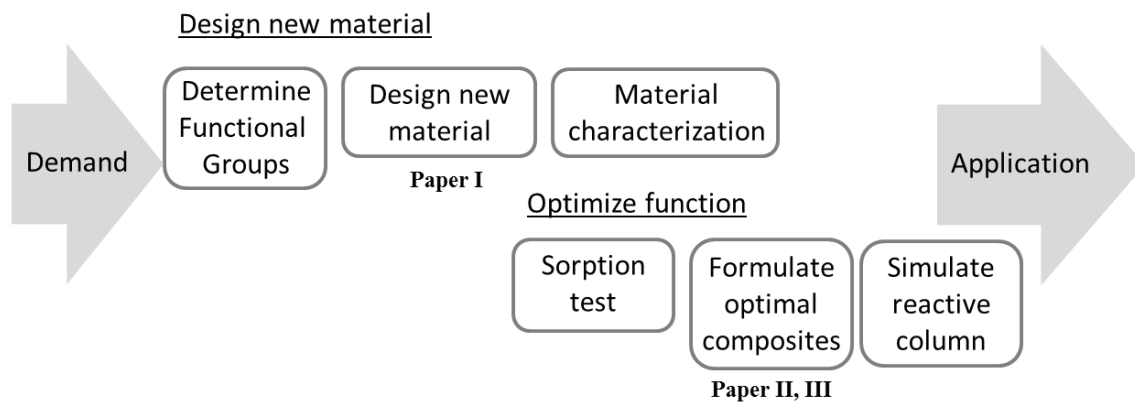 Design new material
Demand
Determine
Functional
Groups
Design new
material
Paper I
Material
characterization
Optimize function
Sorption
test
Formulate
optimal
composites
Paper II, III
Simulate
reactive
column
Application